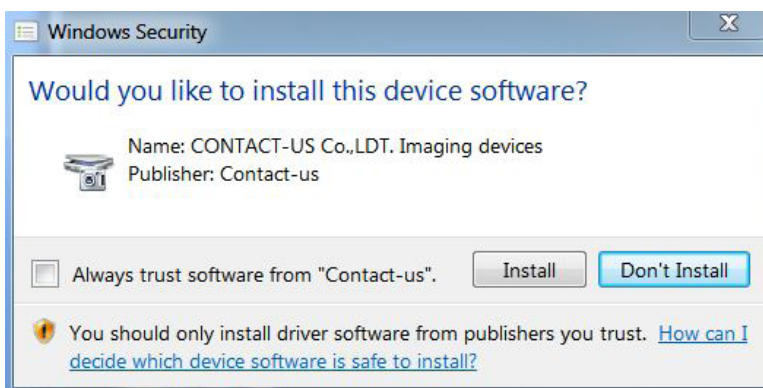 Windows Security
Would you like to install this device software?
Name: CONTACT-US Co.,LDT. Imaging devices
Publisher: Contact-us
Always trust software from "Contact-us".
Install
Don't Install
You should only install driver software from publishers you trust. How can I
decide which device software is safe to install?